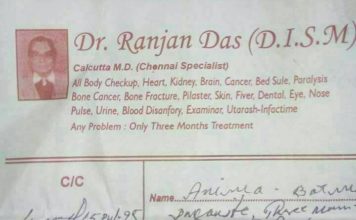 Dr. Ranjan Das (D.I.S.M)
Calcutta M.D. (Chennai Specialist)
All Body Checkup, Heart, Kidney, Brain, Cancer, Bed Sule, Paralysis
Bone Cancer, Bone Fracture, Pilaster, Skin, Fiver, Dental, Eye, Nose
Pulse, Urine, Blood Disanfory, Examinar, Utarash-Infactime
Any Problem : Only Three Months Treatment
C/C
Name